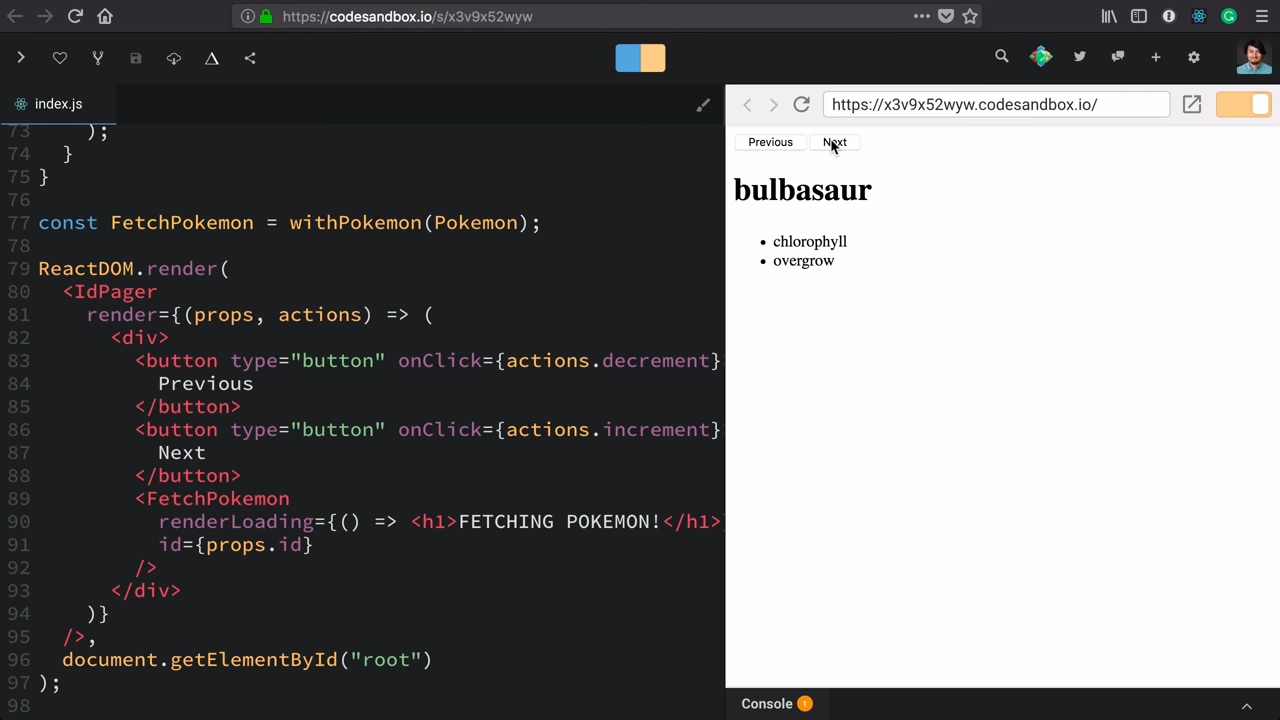 https://codesandbox.io/s/x3v9x52wyw
index.js
https://x3v9x52wyw.codesandbox.io/
73     );
74   }
75 }
76
77 const FetchPokemon = withPokemon(Pokemon);
78
79 ReactDOM.render(
80   <IdPager
81     render={(props, actions) => (
82       <div>
83         <button type="button" onClick={actions.decrement}
84           Previous
85         </button>
86         <button type="button" onClick={actions.increment}
87           Next
88         </button>
89         <FetchPokemon
90           renderLoading={() => <h1>FETCHING POKEMON!</h1>
91           id={props.id}
92         />
93       </div>
94     )}
95   />,
96   document.getElementById("root")
97 );
98
Previous Next
bulbasaur
• chlorophyll
• overgrow
Console 1